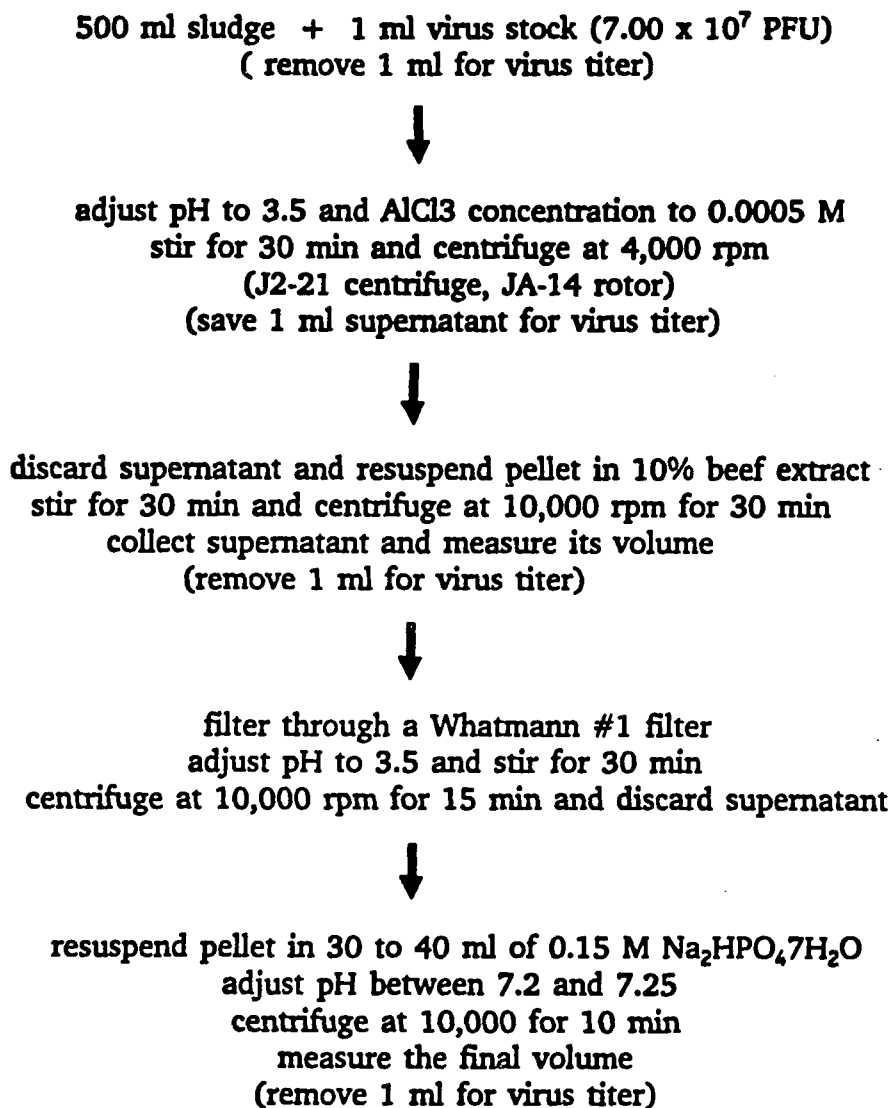 500 ml sludge + 1 ml virus stock (7.00 x 10⁷ PFU)
( remove 1 ml for virus titer)
adjust pH to 3.5 and AlCl3 concentration to 0.0005 M
stir for 30 min and centrifuge at 4,000 rpm
(J2-21 centrifuge, JA-14 rotor)
(save 1 ml supernatant for virus titer)
discard supernatant and resuspend pellet in 10% beef extract
stir for 30 min and centrifuge at 10,000 rpm for 30 min
collect supernatant and measure its volume
(remove 1 ml for virus titer)
filter through a Whatmann #1 filter
adjust pH to 3.5 and stir for 30 min
centrifuge at 10,000 rpm for 15 min and discard supernatant
resuspend pellet in 30 to 40 ml of 0.15 M Na₂HPO₄7H₂O
adjust pH between 7.2 and 7.25
centrifuge at 10,000 for 10 min
measure the final volume
(remove 1 ml for virus titer)